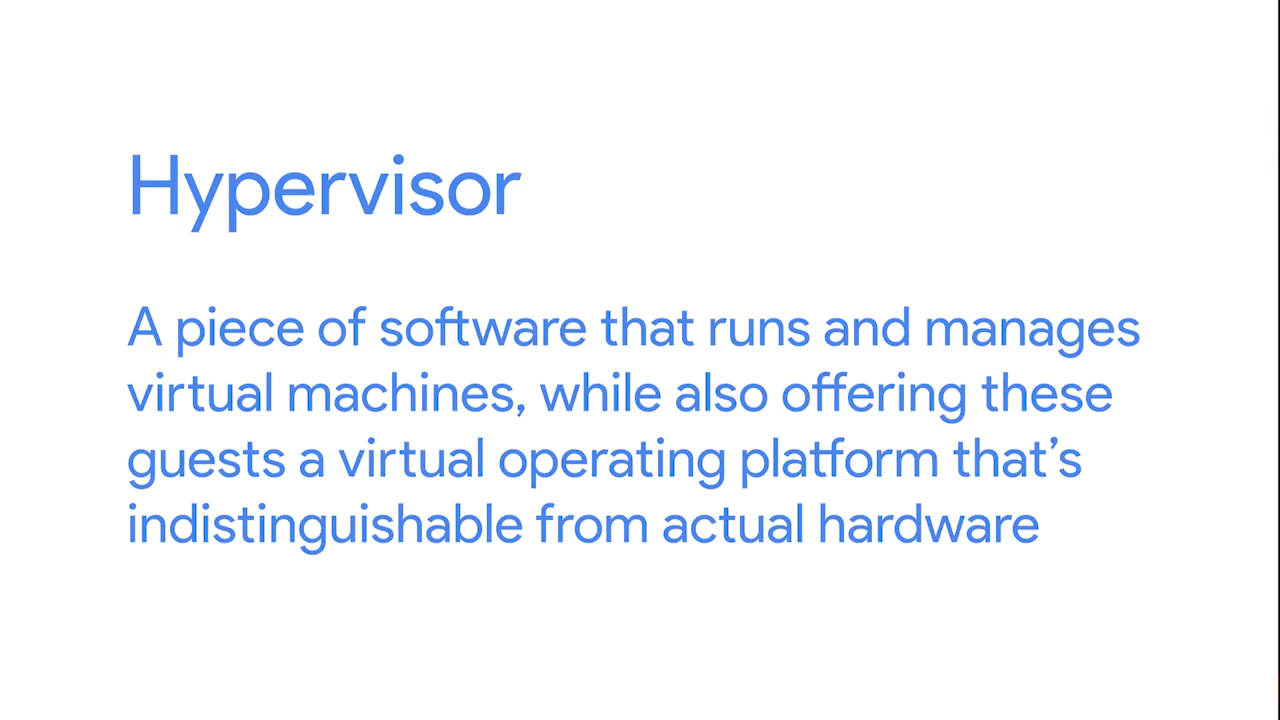 Hypervisor
A piece of software that runs and manages
virtual machines, while also offering these
guests a virtual operating platform that’s
indistinguishable from actual hardware